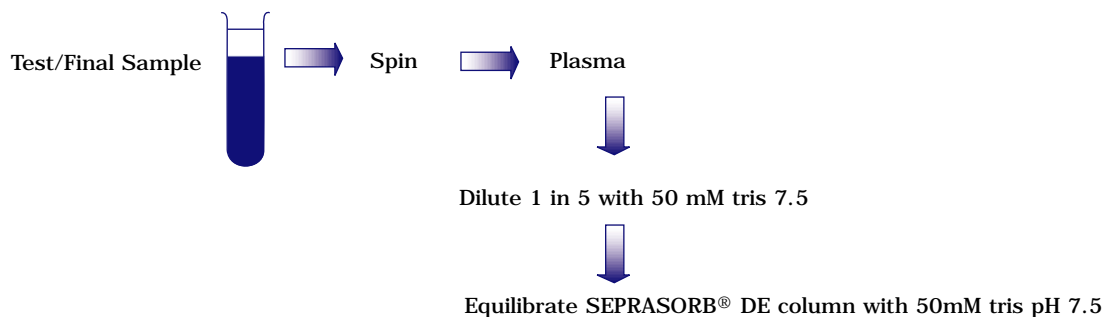 Test/Final Sample
Spin
Plasma
Dilute 1 in 5 with 50 mM tris 7.5
Equilibrate SEPRASORB® DE column with 50mM tris pH 7.5